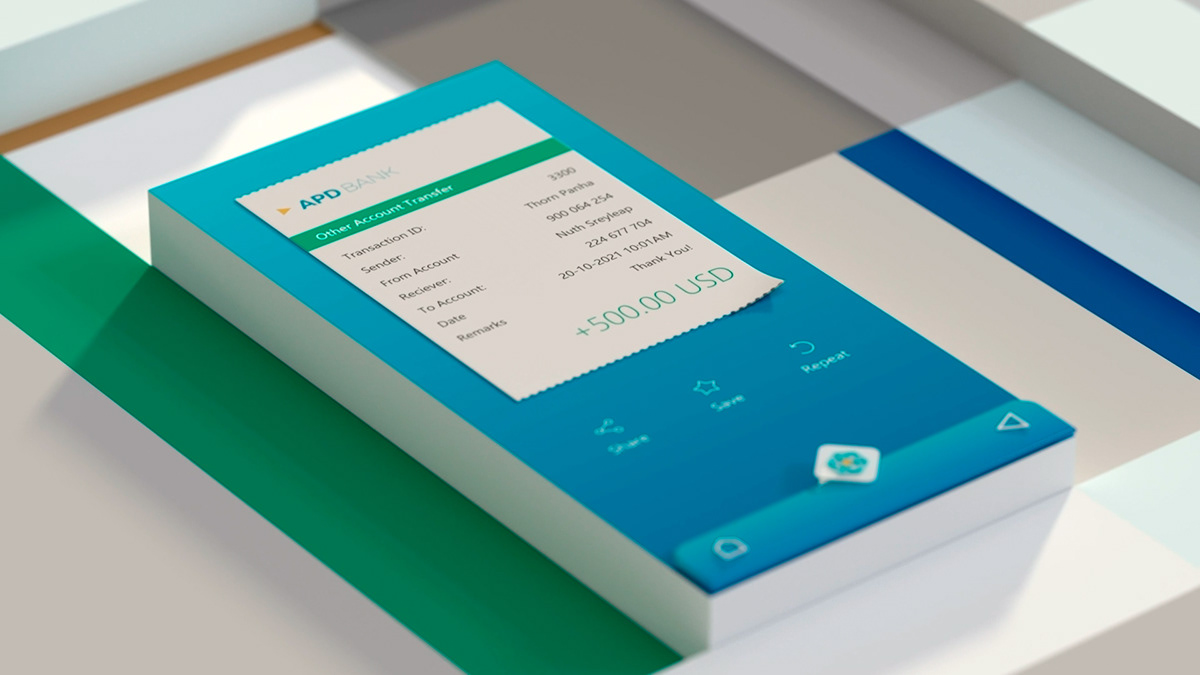 APD BANK
Other Account Transfer
Transaction ID: 3300
Sender: Thorn Panha
From Account 900 064 254
Reciever: Nuth Sreyleap
To Account: 224 677 704
Date 20-10-2021 10:01AM
Remarks Thank You!
+500.00 USD
Share Save Repeat